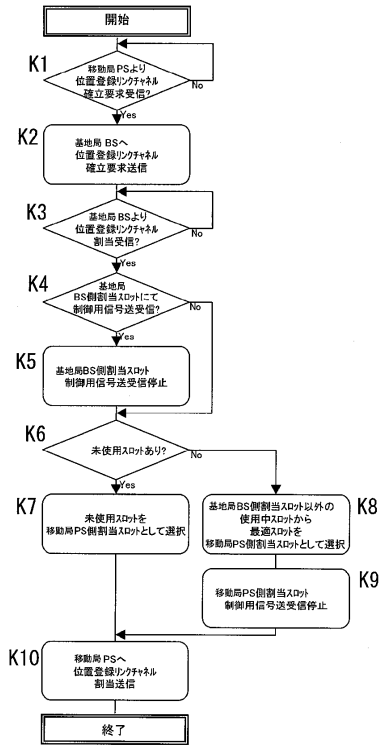 開始
K1
移動局PSより
位置登録リンクチャネル
確立要求受信?
No
Yes
K2
基地局BSへ
位置登録リンクチャネル
確立要求送信
K3
基地局BSより
位置登録リンクチャネル
割当受信?
No
Yes
K4
基地局
BS側割当スロットにて
制御用信号送受信?
No
Yes
K5
基地局BS側割当スロット
制御用信号送受信停止
K6
未使用スロットあり?
No
Yes
K7
未使用スロットを
移動局PS側割当スロットとして選択
K8
基地局BS側割当スロット以外の
使用中スロットから
最適スロットを
移動局PS側割当スロットとして選択
K9
移動局PS側割当スロット
制御用信号送受信停止
K10
移動局PSへ
位置登録リンクチャネル
割当送信
終了